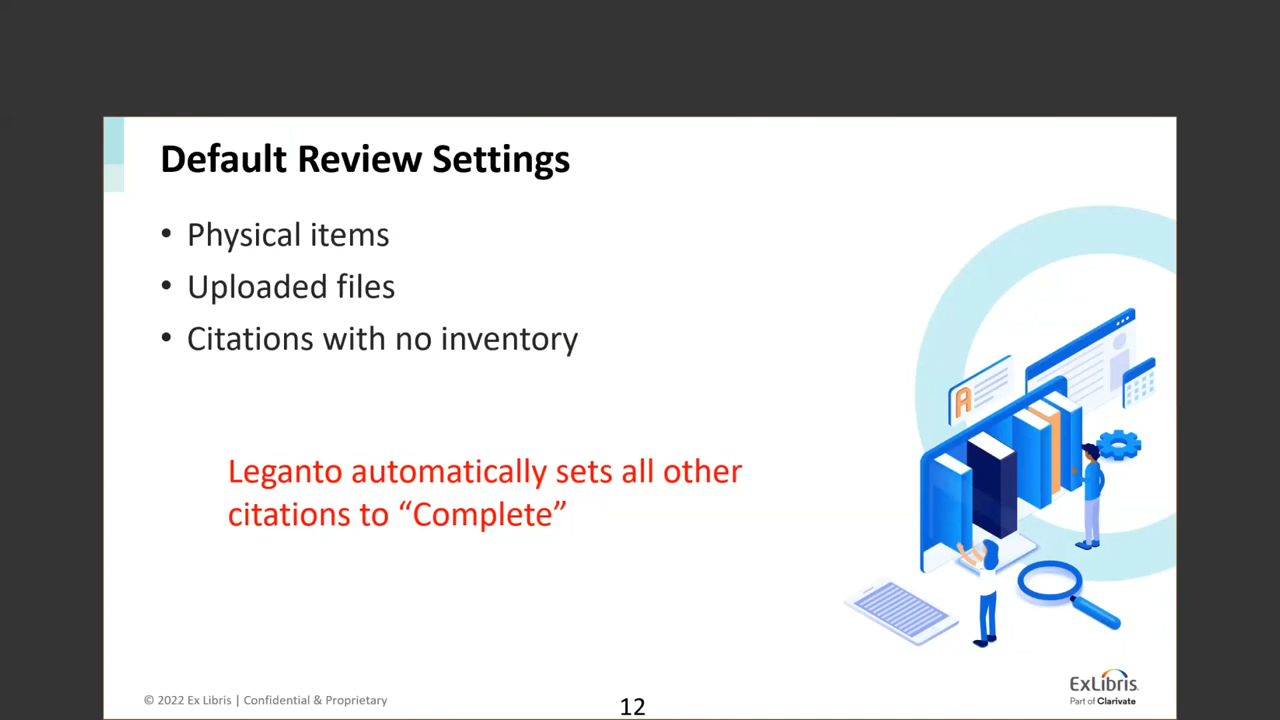 Default Review Settings
• Physical items
• Uploaded files
• Citations with no inventory
Leganto automatically sets all other
citations to “Complete”
A
© 2022 Ex Libris | Confidential & Proprietary
12
ExLibris
Part of Clarivate